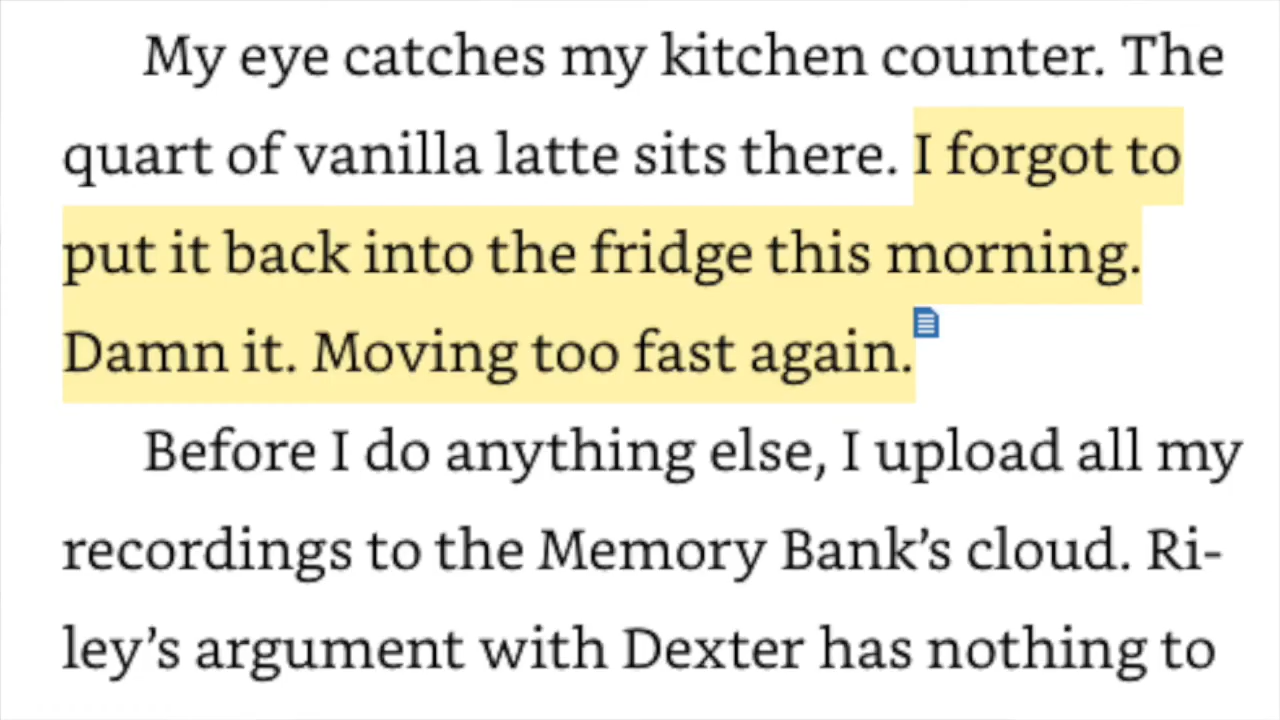 My eye catches my kitchen counter. The
quart of vanilla latte sits there. I forgot to
put it back into the fridge this morning.
Damn it. Moving too fast again.
Before I do anything else, I upload all my
recordings to the Memory Bank’s cloud. Ri-
ley’s argument with Dexter has nothing to